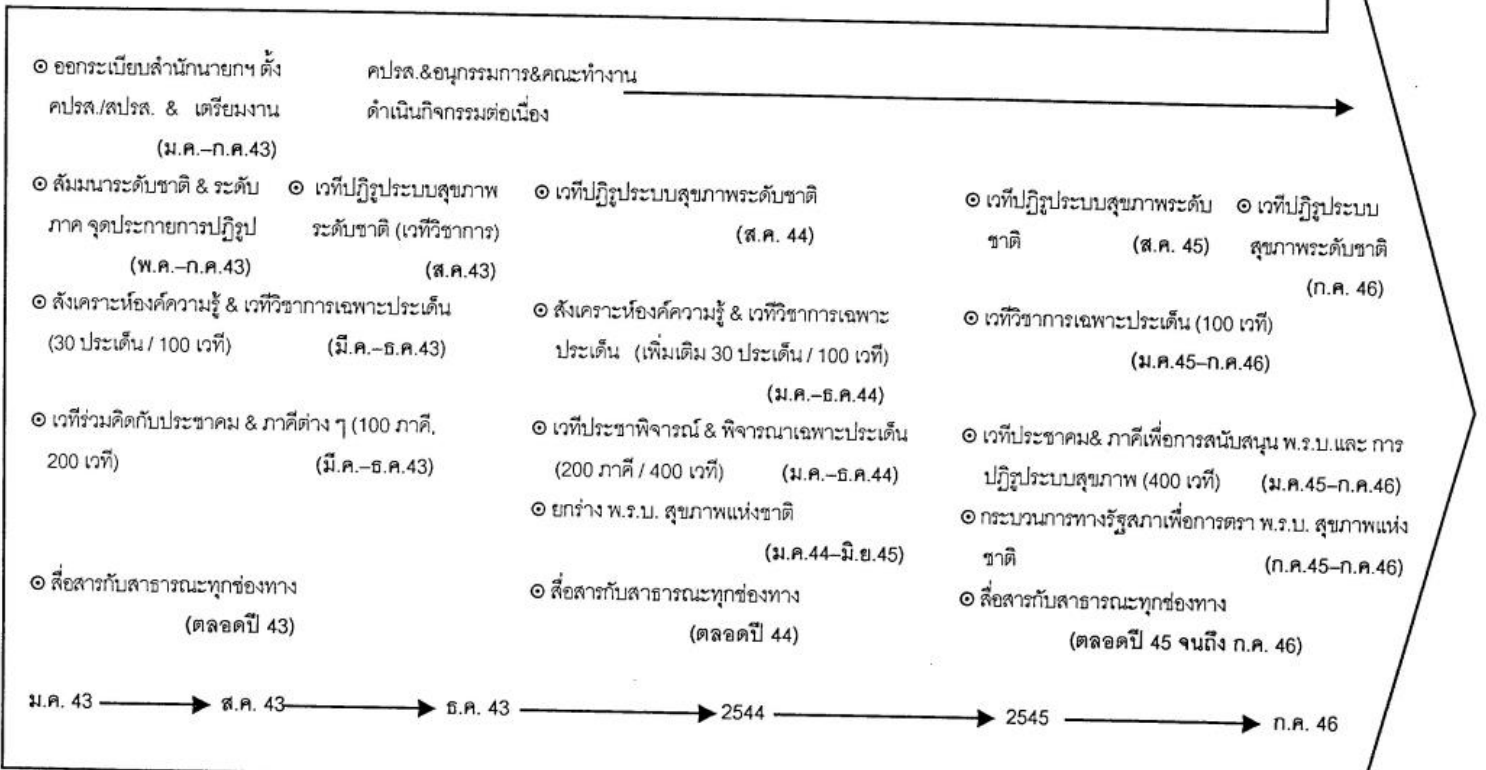 ⊙ ออกระเบียบสำนักนายกฯ ตั้ง
คปรส./สปรส. & เตรียมงาน
(ม.ค.–ก.ค.43)
คปรส.&อนุกรรมการ&คณะทำงาน
ดำเนินกิจกรรมต่อเนื่อง
⊙ สัมมนาระดับชาติ & ระดับ
ภาค จุดประกายการปฏิรูป
(พ.ค.–ก.ค.43)
⊙ เวทีปฏิรูประบบสุขภาพ
ระดับชาติ (เวทีวิชาการ)
(ส.ค.43)
⊙ เวทีปฏิรูประบบสุขภาพระดับชาติ
(ส.ค. 44)
⊙ เวทีปฏิรูประบบสุขภาพระดับ
ชาติ (ส.ค. 45)
⊙ เวทีปฏิรูประบบ
สุขภาพระดับชาติ
(ก.ค. 46)
⊙ สังเคราะห์องค์ความรู้ & เวทีวิชาการเฉพาะประเด็น
(30 ประเด็น / 100 เวที) (มี.ค.–ธ.ค.43)
⊙ สังเคราะห์องค์ความรู้ & เวทีวิชาการเฉพาะ
ประเด็น (เพิ่มเติม 30 ประเด็น / 100 เวที)
(ม.ค.–ธ.ค.44)
⊙ เวทีวิชาการเฉพาะประเด็น (100 เวที)
(ม.ค.45–ก.ค.46)
⊙ เวทีร่วมคิดกับประชาคม & ภาคีต่าง ๆ (100 ภาคี,
200 เวที) (มี.ค.–ธ.ค.43)
⊙ เวทีประชาพิจารณ์ & พิจารณาเฉพาะประเด็น
(200 ภาคี / 400 เวที) (ม.ค.–ธ.ค.44)
⊙ ยกร่าง พ.ร.บ. สุขภาพแห่งชาติ
(ม.ค.44–มิ.ย.45)
⊙ เวทีประชาคม& ภาคีเพื่อการสนับสนุน พ.ร.บ.และ การ
ปฏิรูประบบสุขภาพ (400 เวที) (ม.ค.45–ก.ค.46)
⊙ กระบวนการทางรัฐสภาเพื่อการตรา พ.ร.บ. สุขภาพแห่ง
ชาติ (ก.ค.45–ก.ค.46)
⊙ สื่อสารกับสาธารณะทุกช่องทาง
(ตลอดปี 43)
⊙ สื่อสารกับสาธารณะทุกช่องทาง
(ตลอดปี 44)
⊙ สื่อสารกับสาธารณะทุกช่องทาง
(ตลอดปี 45 จนถึง ก.ค. 46)
ม.ค. 43 ส.ค. 43 ธ.ค. 43 2544 2545 ก.ค. 46